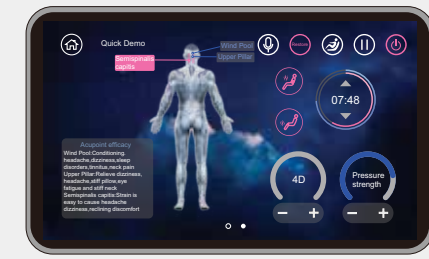 Quick Demo
Wind Pool
Upper Pillar
Semispinalis
capitis
Restore
07:48
Acupoint efficacy
Wind Pool:Conditioning
headache,dizziness,sleep
disorders,tinnitus,neck pain
Upper Pillar:Relieve dizziness,
headache,stiff pillow,eye
fatigue and stiff neck
Semispinalis capitis:Strain is
easy to cause headache
dizziness,reclining discomfort
4D
Pressure
strength
− +
− +